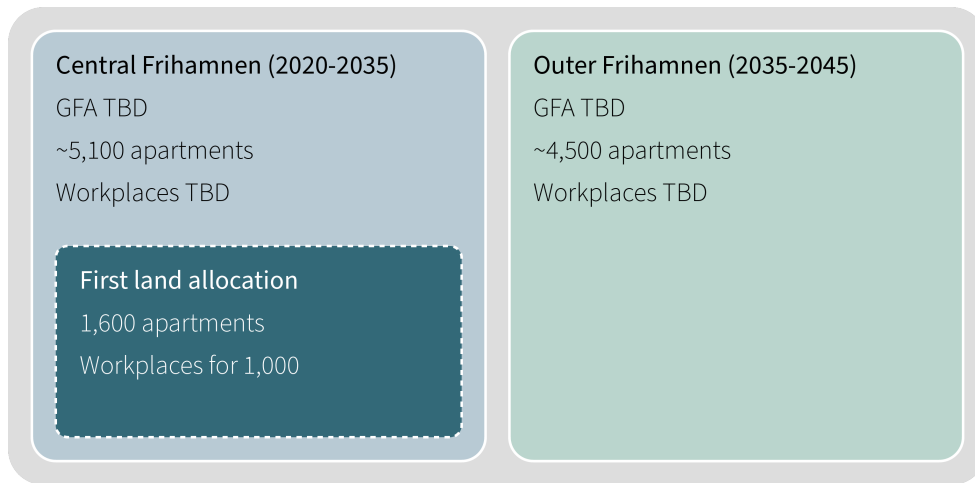 Central Frihamnen (2020-2035)
GFA TBD
~5,100 apartments
Workplaces TBD
First land allocation
1,600 apartments
Workplaces for 1,000
Outer Frihamnen (2035-2045)
GFA TBD
~4,500 apartments
Workplaces TBD